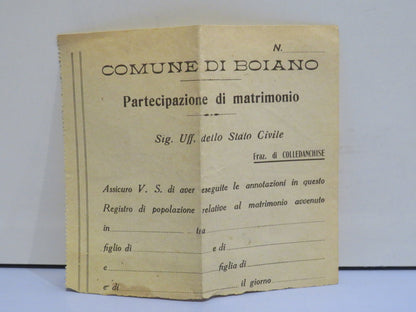 N.
COMUNE DI BOIANO
Partecipazione di matrimonio
Sig. Uff. dello Stato Civile
Fraz. di COLLEDANCHISE
Assicuro V. S. di aver eseguite le annotazioni in questo
Registro di popolazione relative al matrimonio avvenuto
in tra
figlio di e di
e figlia di
e di il giorno